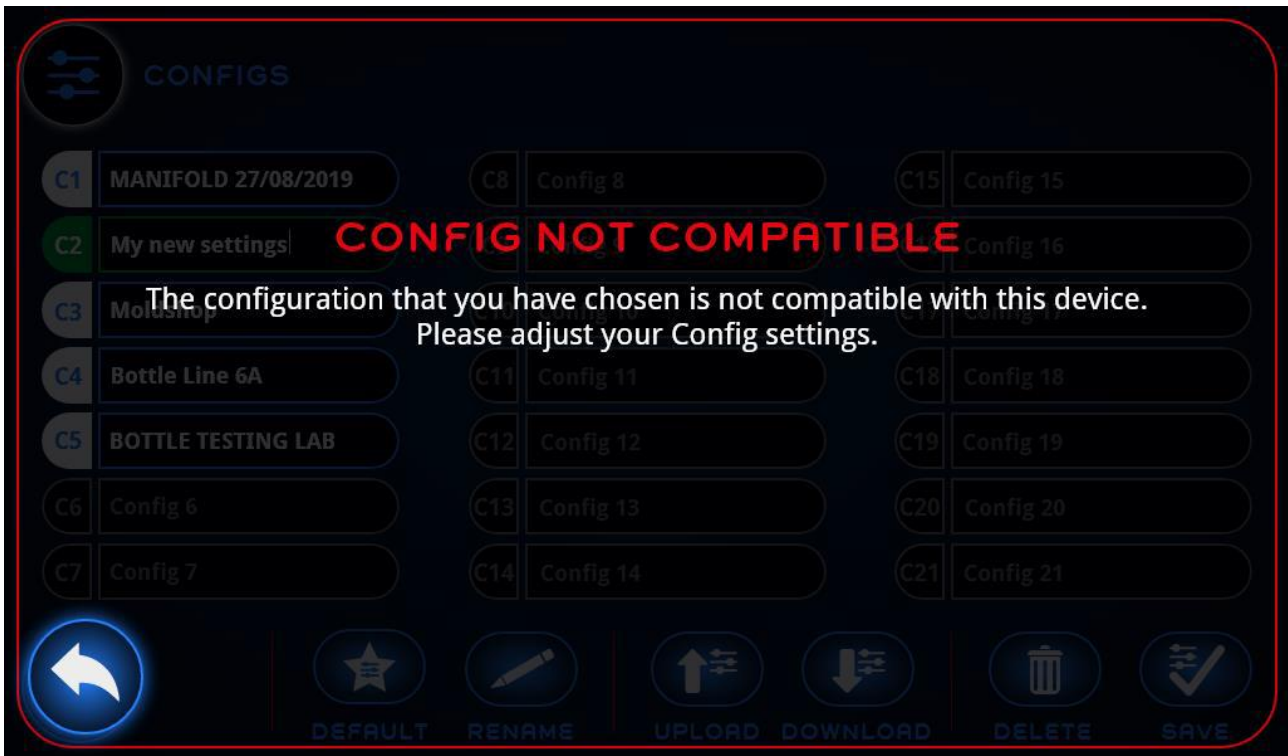 CONFIGS
C1 MANIFOLD 27/08/2019
C8 Config 8
C15 Config 15
C2 My new settings
Config 16
CONFIG NOT COMPATIBLE
The configuration that you have chosen is not compatible with this device.
Please adjust your Config settings.
C3 Moldshop
C4 Bottle Line 6A
C11 Config 11
C18 Config 18
C5 BOTTLE TESTING LAB
C12 Config 12
C19 Config 19
C6 Config 6
C13 Config 13
C20 Config 20
C7 Config 7
C14 Config 14
C21 Config 21
DEFAULT RENAME UPLOAD DOWNLOAD DELETE SAVE